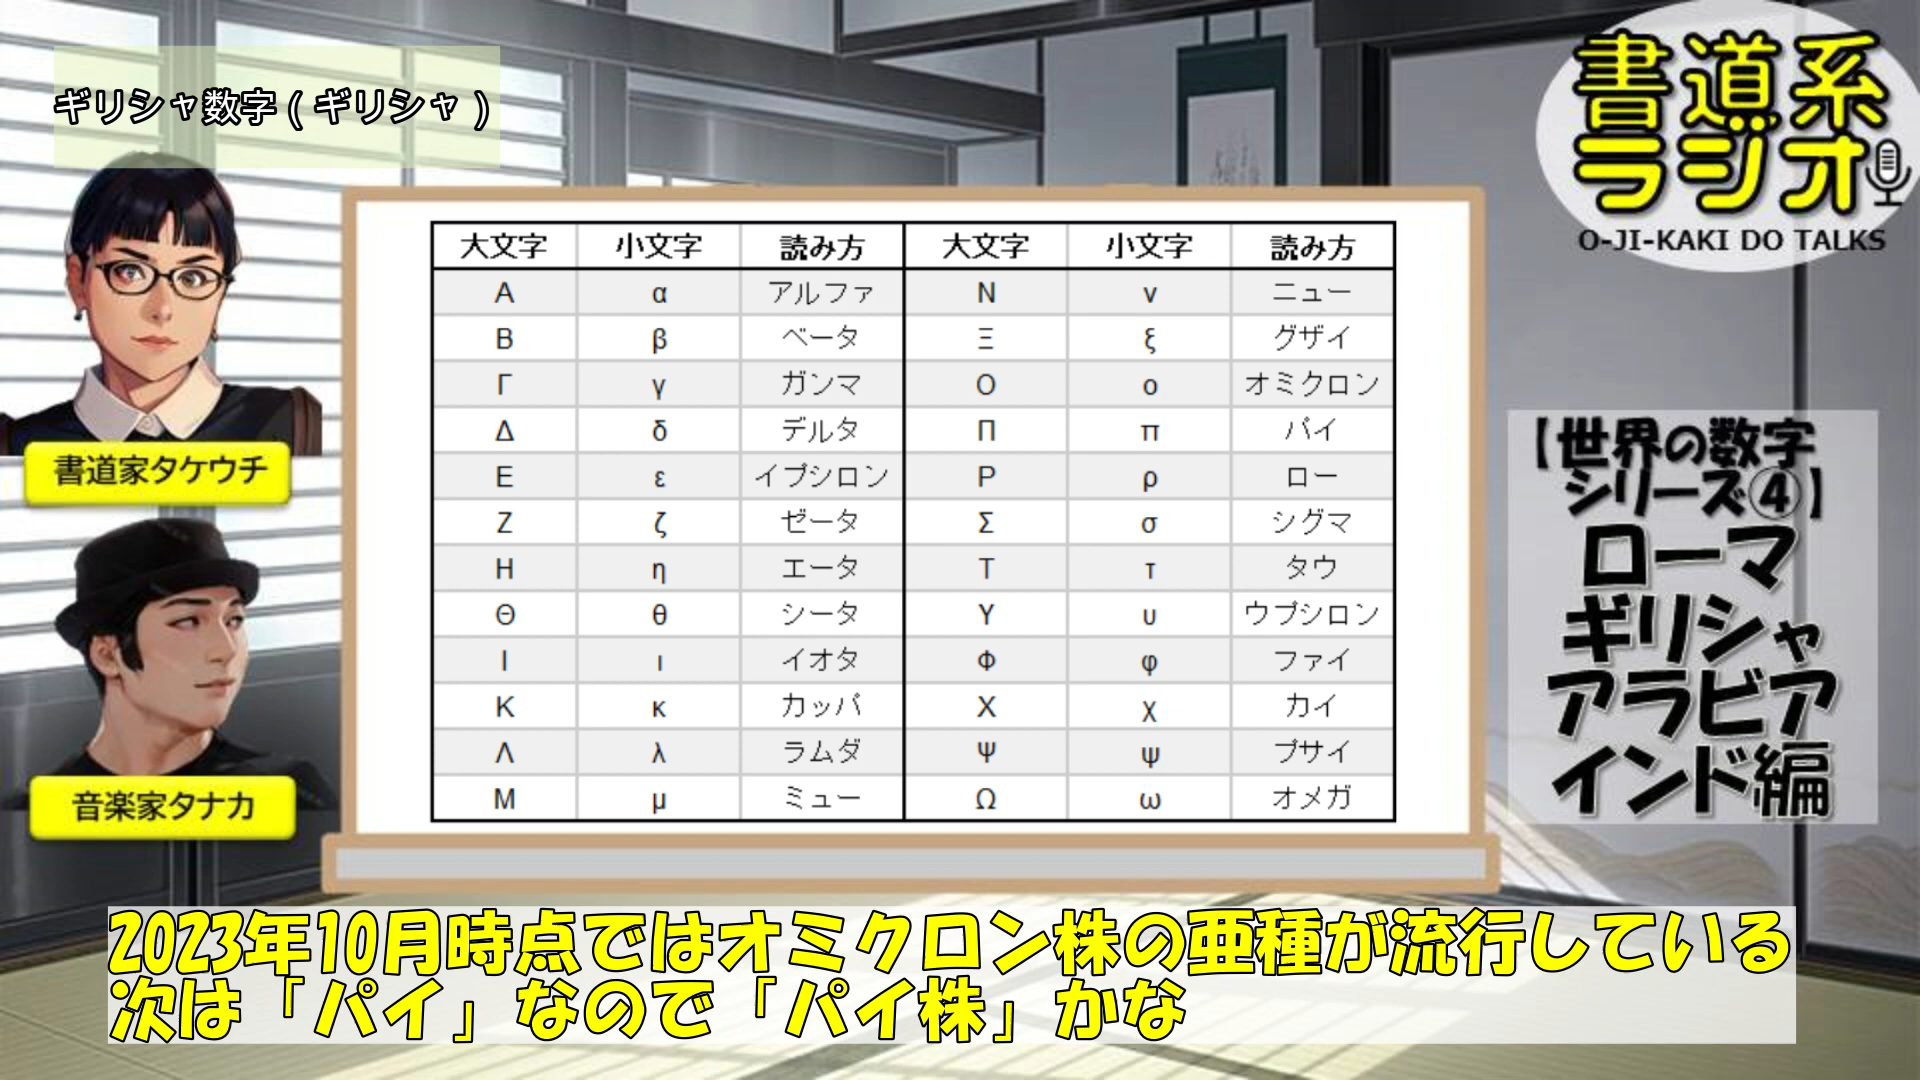 ギリシャ数字(ギリシャ)
書道系
ラジオ
O-JI-KAKI DO TALKS
書道家タケウチ
音楽家タナカ
大文字 小文字 読み方 大文字 小文字 読み方
Α α アルファ Ν ν ニュー
Β β ベータ Ξ ξ グザイ
Γ γ ガンマ Ο ο オミクロン
Δ δ デルタ Π π パイ
Ε ε イプシロン Ρ ρ ロー
Ζ ζ ゼータ Σ σ シグマ
Η η エータ Τ τ タウ
Θ θ シータ Υ υ ウプシロン
Ι ι イオタ Φ φ ファイ
Κ κ カッパ Χ χ カイ
Λ λ ラムダ Ψ ψ プサイ
Μ μ ミュー Ω ω オメガ
【世界の数字
シリーズ④】
ローマ
ギリシャ
アラビア
インド編
2023年10月時点ではオミクロン株の亜種が流行している
次は「パイ」なので「パイ株」かな